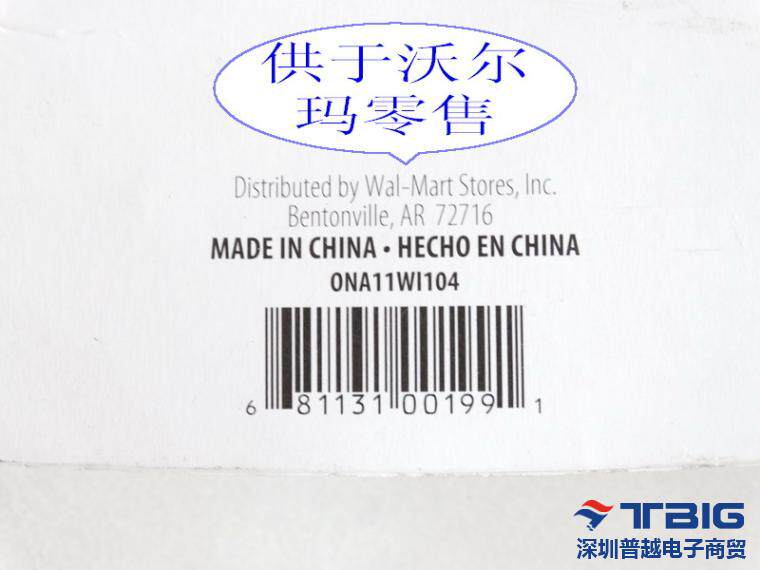 供于沃尔
玛零售
Distributed by Wal-Mart Stores, Inc.
Bentonville, AR 72716
MADE IN CHINA • HECHO EN CHINA
ONA11WI104
6 81131 00199 1
TBIG
深圳普越电子商贸